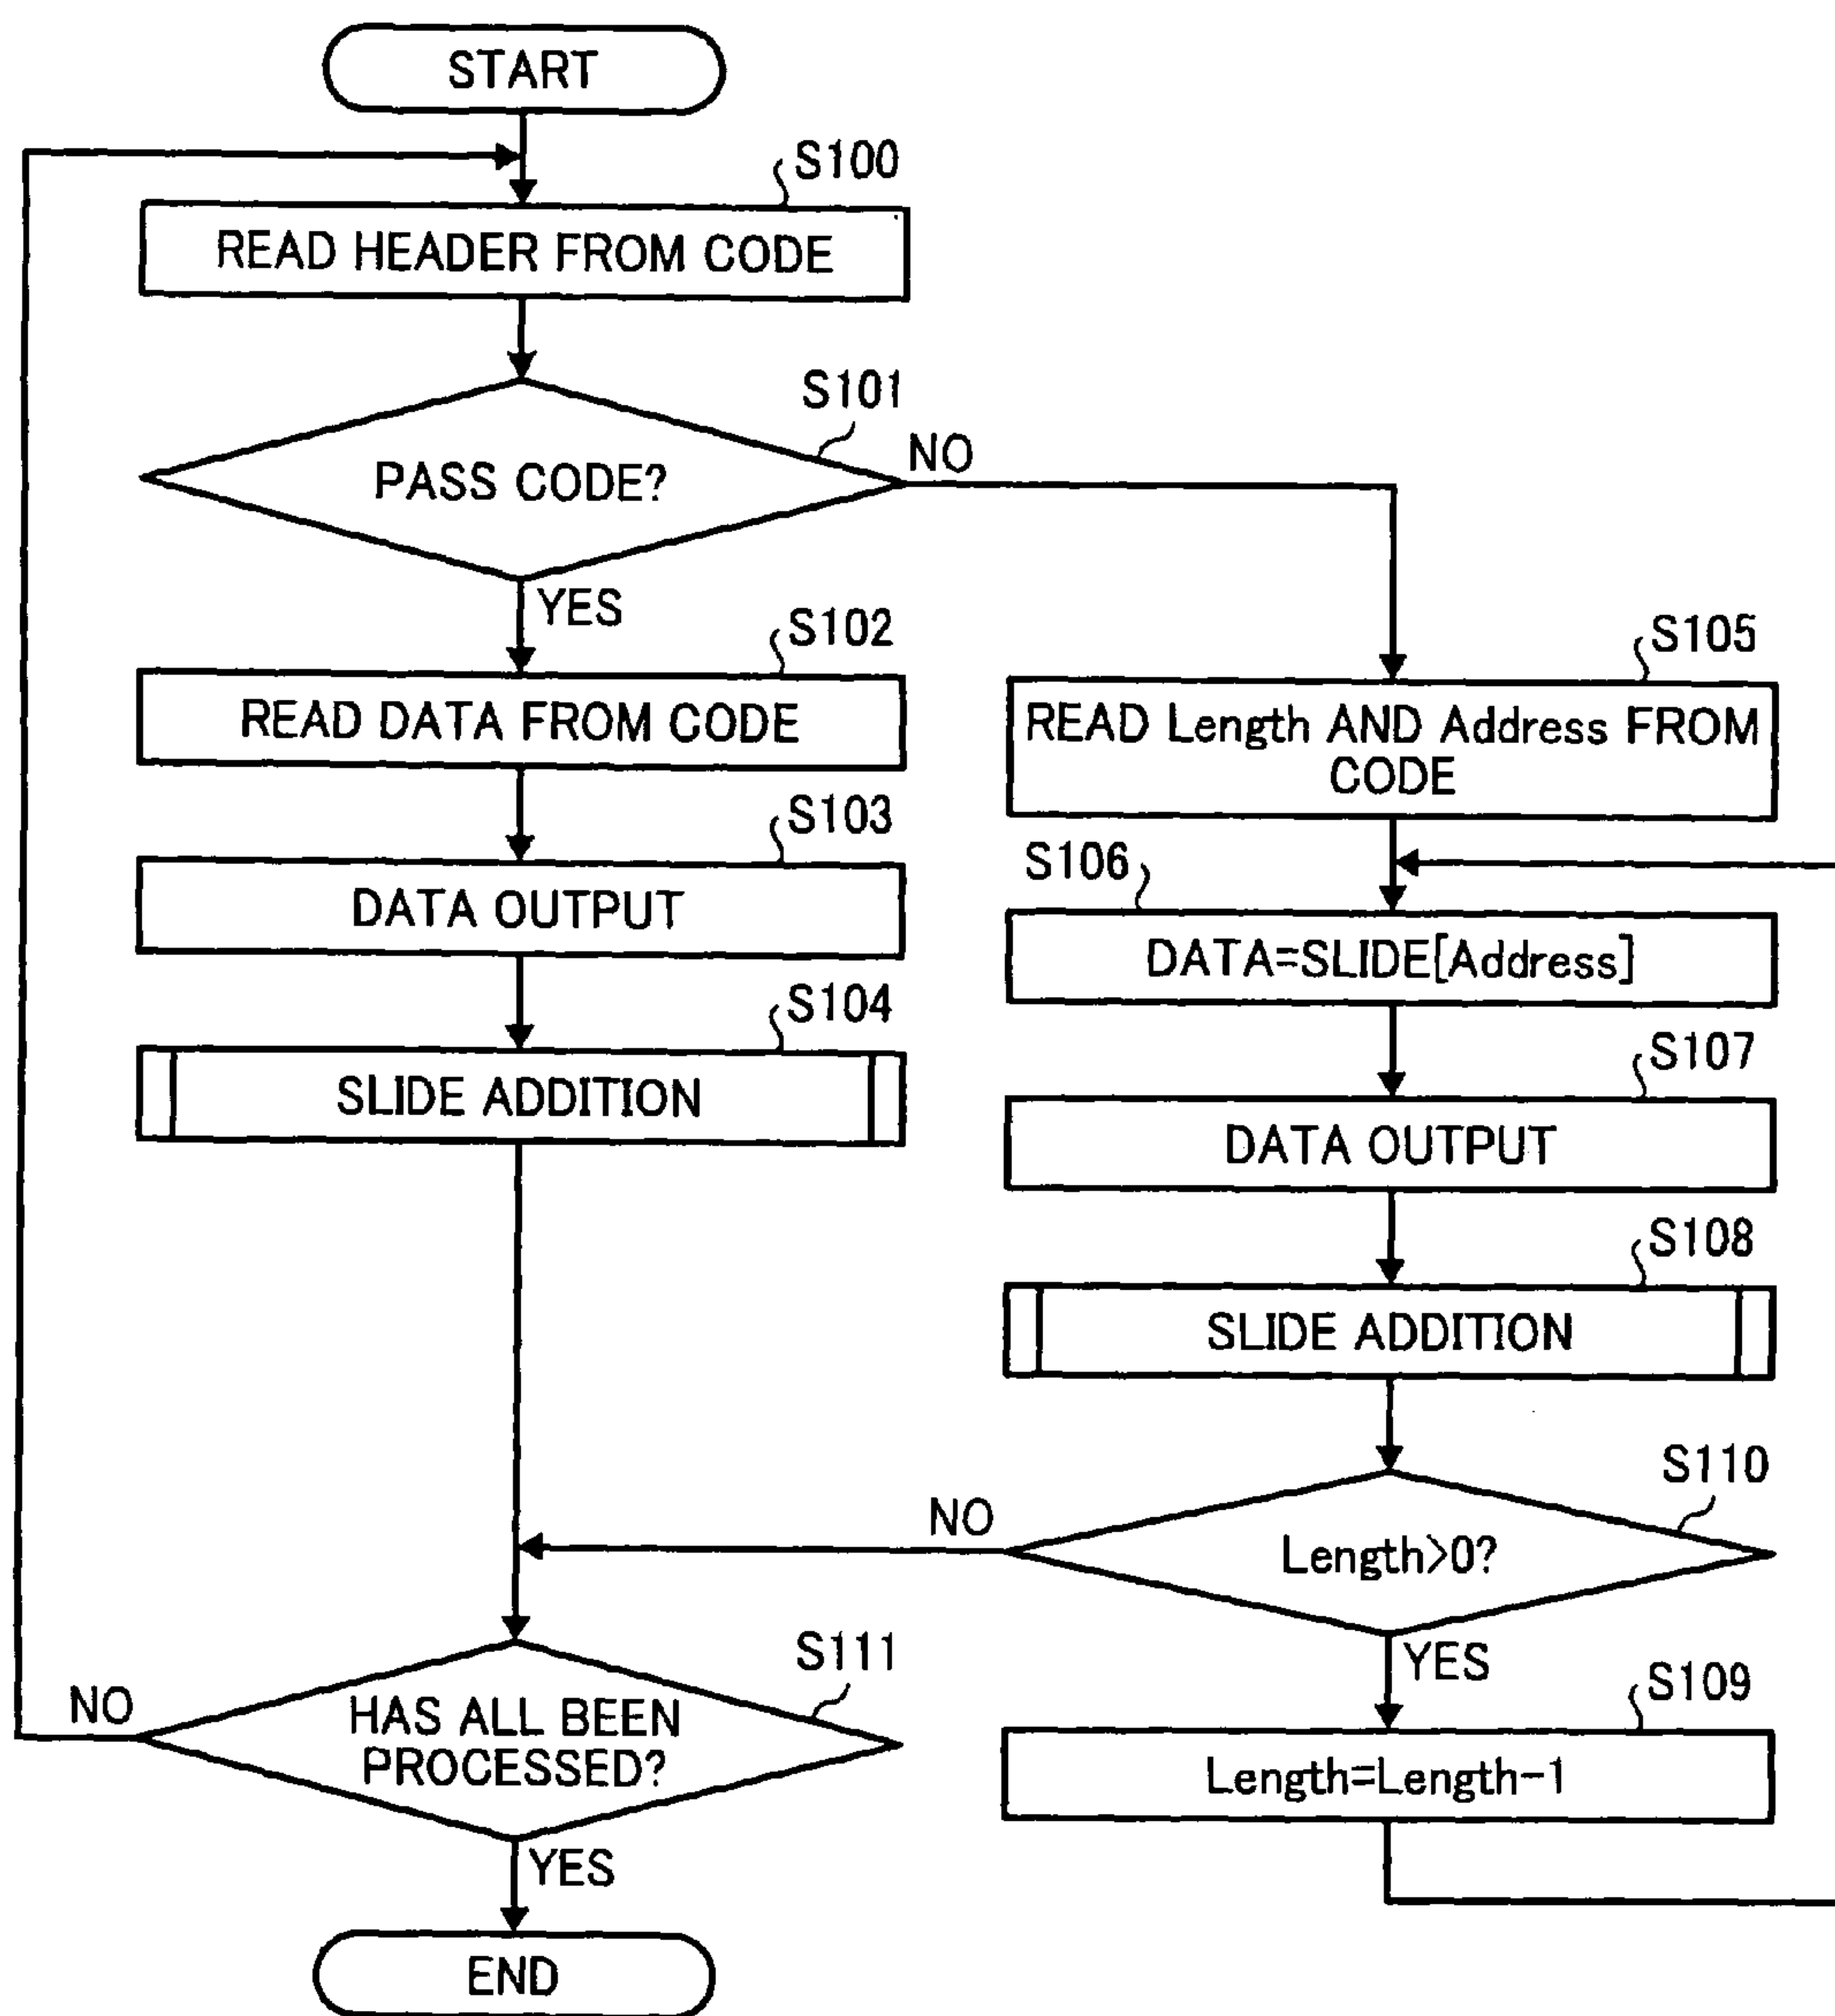 START
S100
READ HEADER FROM CODE
S101
PASS CODE?
NO
YES
S102
READ DATA FROM CODE
S103
DATA OUTPUT
S104
SLIDE ADDITION
S105
READ Length AND Address FROM
CODE
S106
DATA=SLIDE[Address]
S107
DATA OUTPUT
S108
SLIDE ADDITION
S110
Length>0?
NO
YES
S109
Length=Length-1
S111
HAS ALL BEEN
PROCESSED?
NO
YES
END